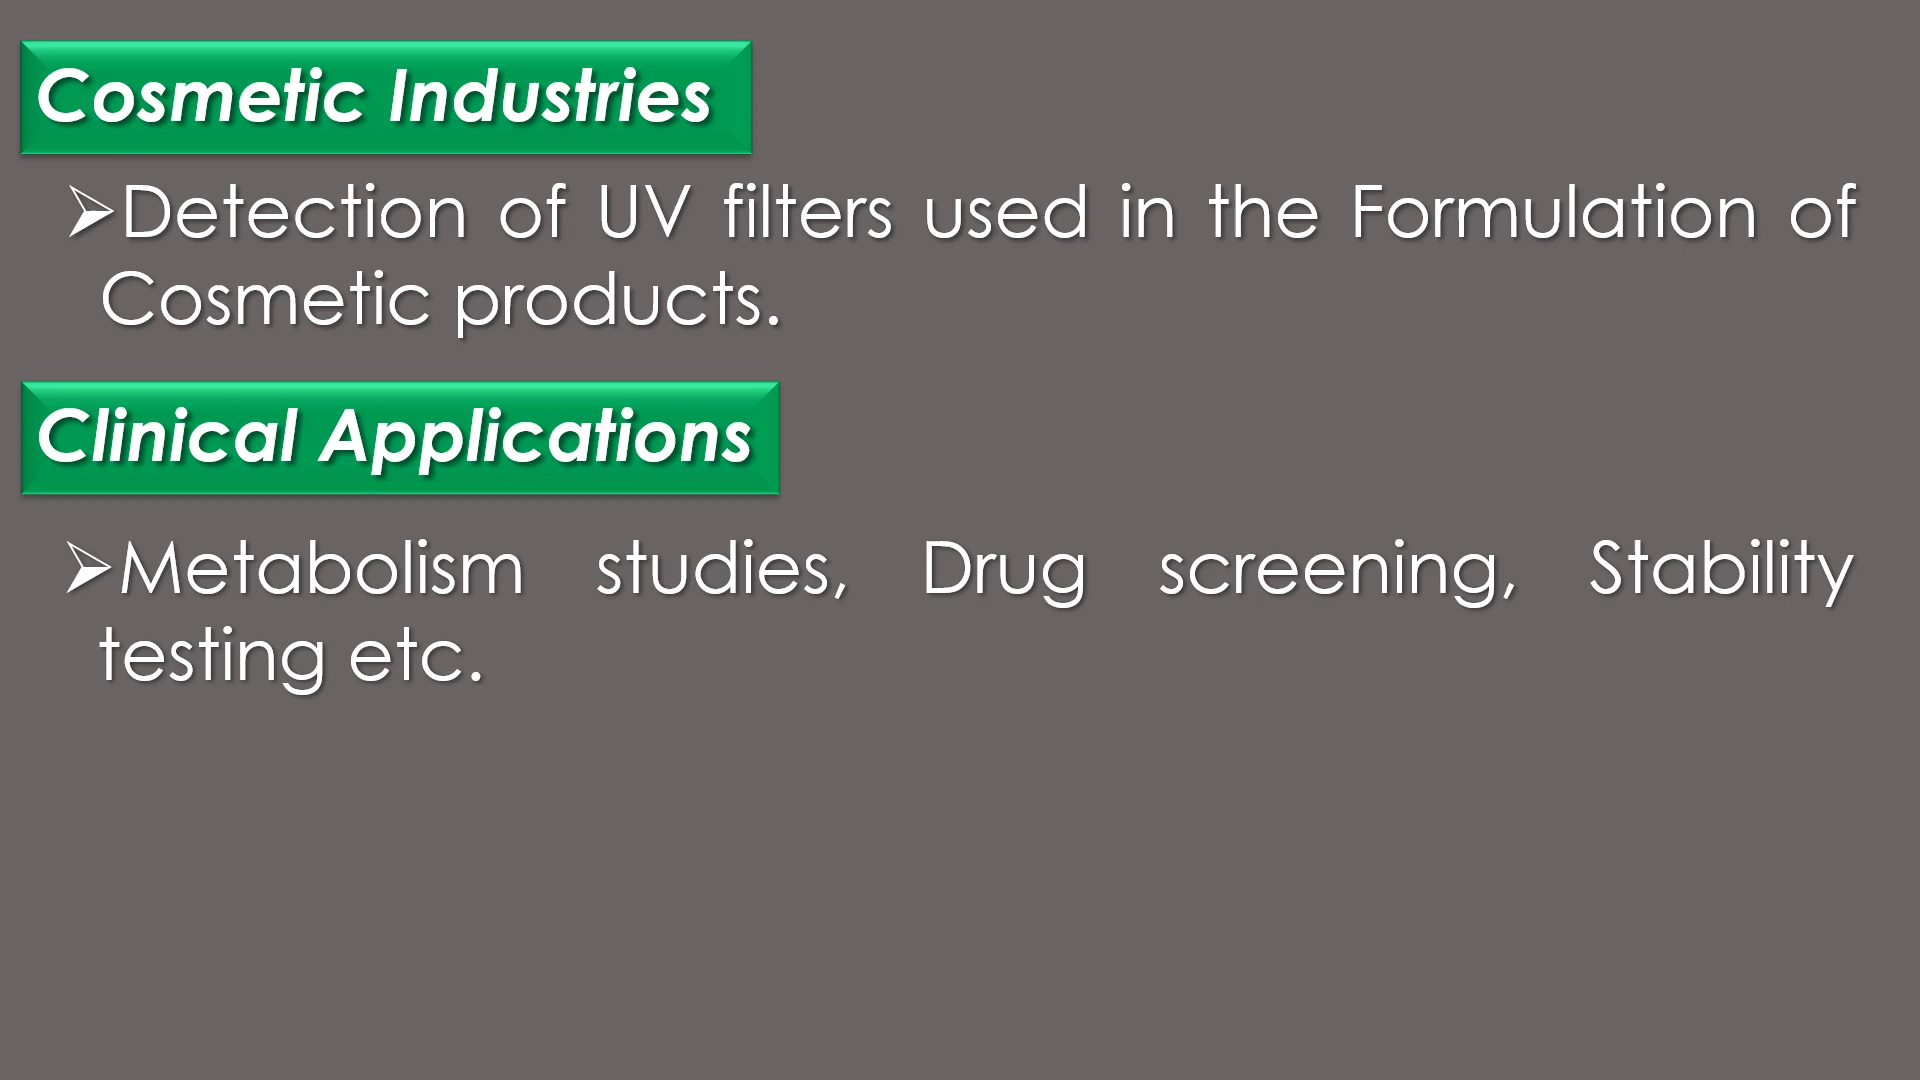 Cosmetic Industries
➢Detection of UV filters used in the Formulation of
Cosmetic products.
Clinical Applications
➢Metabolism studies, Drug screening, Stability
testing etc.